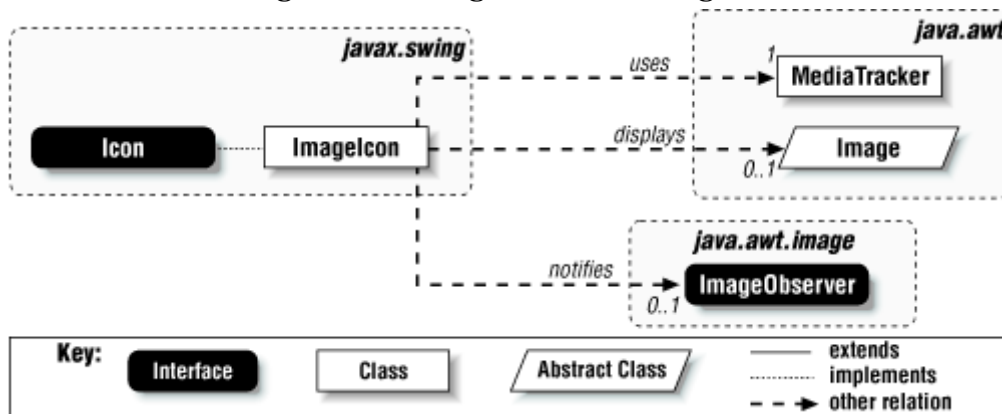 javax.swing
java.awt
uses
1
MediaTracker
Icon
ImageIcon
displays
Image
0..1
java.awt.image
notifies
ImageObserver
0..1
Key:
Interface
Class
Abstract Class
extends
implements
other relation